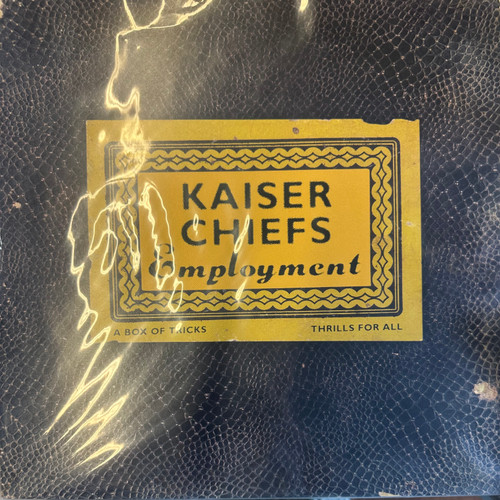 KAISER
CHIEFS
Employment
A BOX OF TRICKS
THRILLS FOR ALL